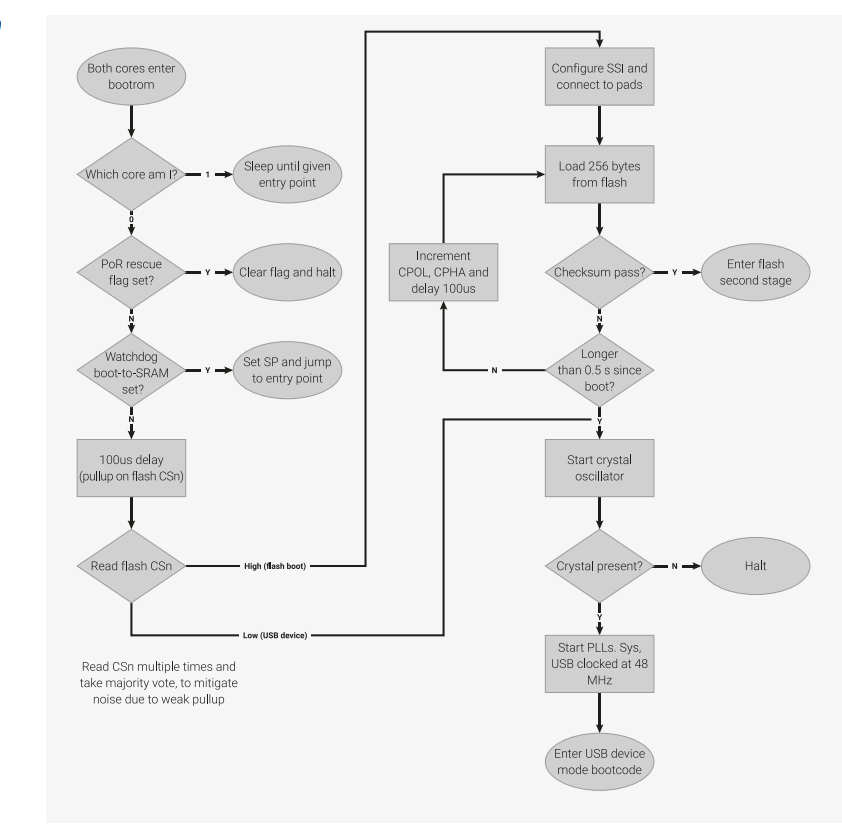 Both cores enter
bootrom
Which core am I?
1
Sleep until given
entry point
0
PoR rescue
flag set?
Y
Clear flag and halt
N
Watchdog
boot-to-SRAM
set?
Y
Set SP and jump
to entry point
N
100us delay
(pullup on flash CSn)
Read flash CSn
High (flash boot)
Low (USB device)
Read CSn multiple times and
take majority vote, to mitigate
noise due to weak pullup
Configure SSI and
connect to pads
Load 256 bytes
from flash
Increment
CPOL, CPHA and
delay 100us
Checksum pass?
Y
Enter flash
second stage
N
Longer
than 0.5 s since
boot?
N
Y
Start crystal
oscillator
Crystal present?
N
Halt
Y
Start PLLs. Sys,
USB clocked at 48
MHz
Enter USB device
mode bootcode